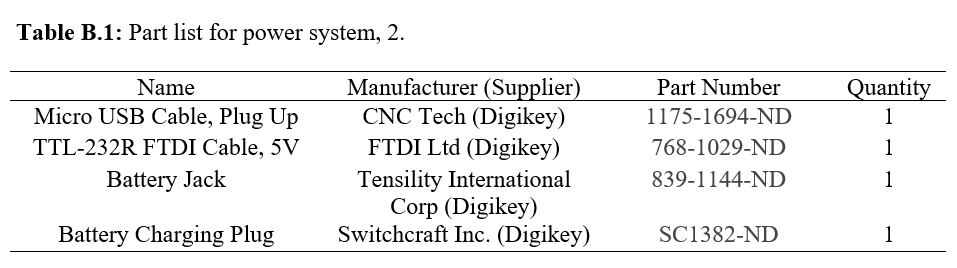 Table B.1: Part list for power system, 2.
Name Manufacturer (Supplier) Part Number Quantity
Micro USB Cable, Plug Up CNC Tech (Digikey) 1175-1694-ND 1
TTL-232R FTDI Cable, 5V FTDI Ltd (Digikey) 768-1029-ND 1
Battery Jack Tensility International 839-1144-ND 1
Corp (Digikey)
Battery Charging Plug Switchcraft Inc. (Digikey) SC1382-ND 1